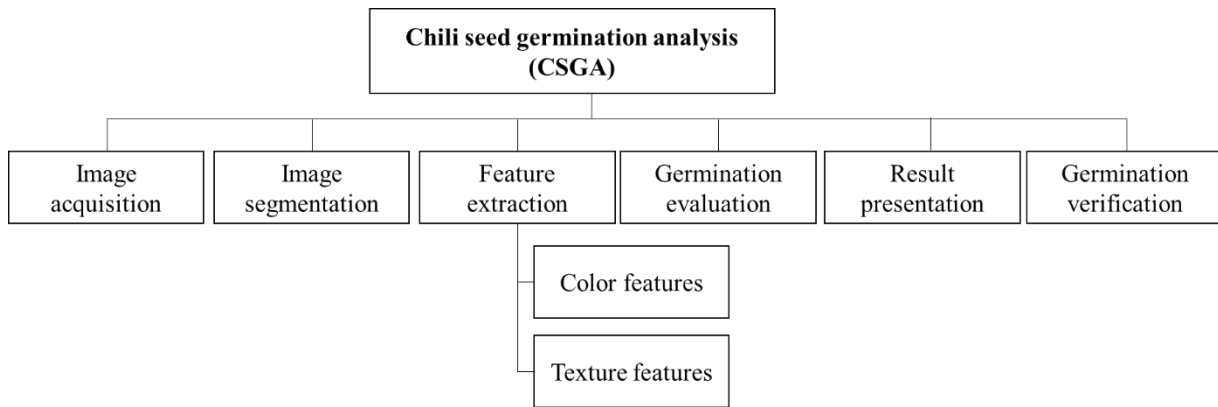 Chili seed germination analysis
(CSGA)
Image
acquisition
Image
segmentation
Feature
extraction
Germination
evaluation
Result
presentation
Germination
verification
Color features
Texture features